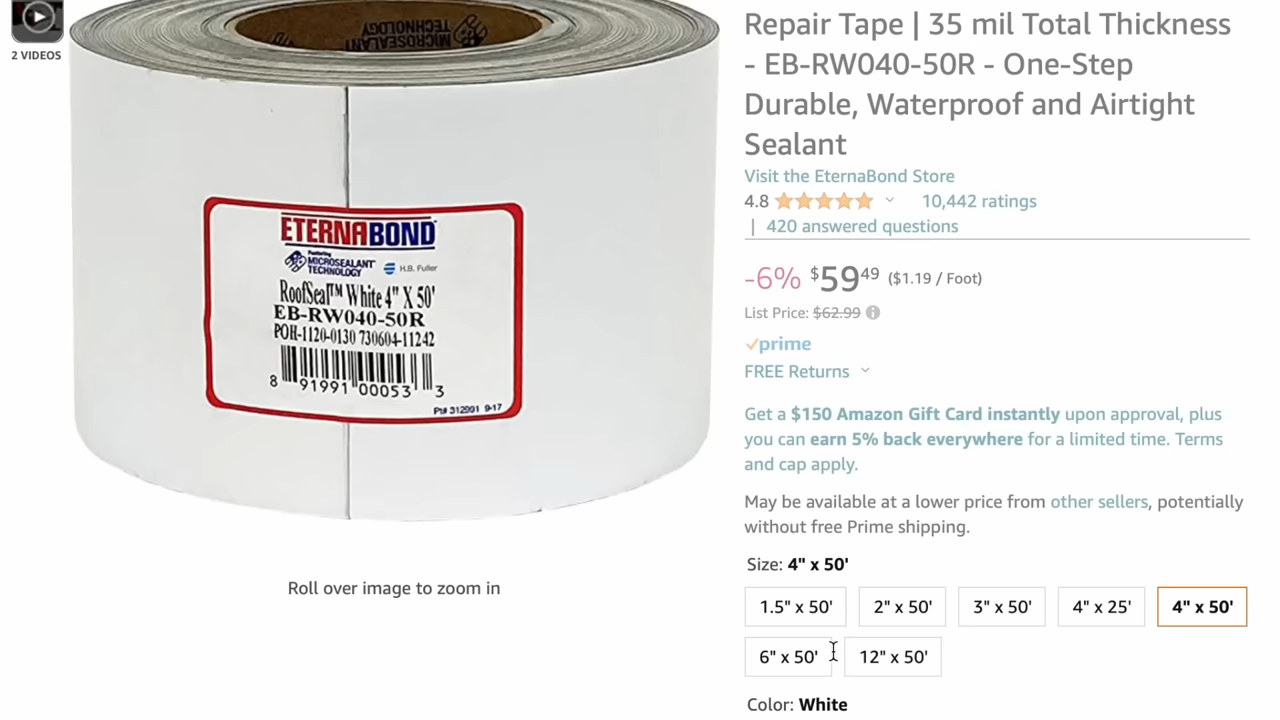 2 VIDEOS
MICROSEALANT
TECHNOLOGY
ETERNABOND
Featuring
MICROSEALANT
TECHNOLOGY
H.B. Fuller
RoofSeal™ White 4" X 50'
EB-RW040-50R
POH-1120-0130 730604-11242
8 91991 00053 3
Pt# 312991 9-17
Roll over image to zoom in
Repair Tape | 35 mil Total Thickness
- EB-RW040-50R - One-Step
Durable, Waterproof and Airtight
Sealant
Visit the EternaBond Store
4.8 10,442 ratings
| 420 answered questions
-6% $5949 ($1.19 / Foot)
List Price: $62.99
prime
FREE Returns
Get a $150 Amazon Gift Card instantly upon approval, plus
you can earn 5% back everywhere for a limited time. Terms
and cap apply.
May be available at a lower price from other sellers, potentially
without free Prime shipping.
Size: 4" x 50'
1.5" x 50' 2" x 50' 3" x 50' 4" x 25' 4" x 50'
6" x 50' 12" x 50'
Color: White